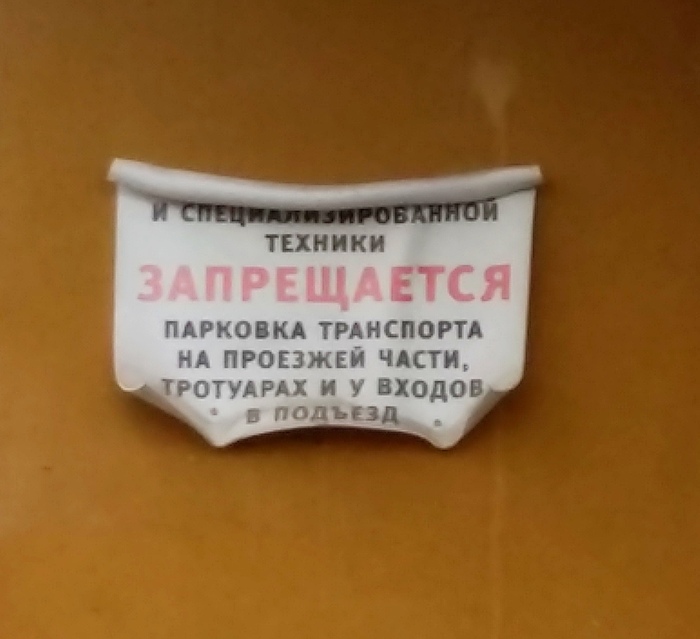 И СПЕЦИАЛИЗИРОВАННОЙ
ТЕХНИКИ
ЗАПРЕЩАЕТСЯ
ПАРКОВКА ТРАНСПОРТА
НА ПРОЕЗЖЕЙ ЧАСТИ,
ТРОТУАРАХ И У ВХОДОВ
В ПОДЪЕЗД